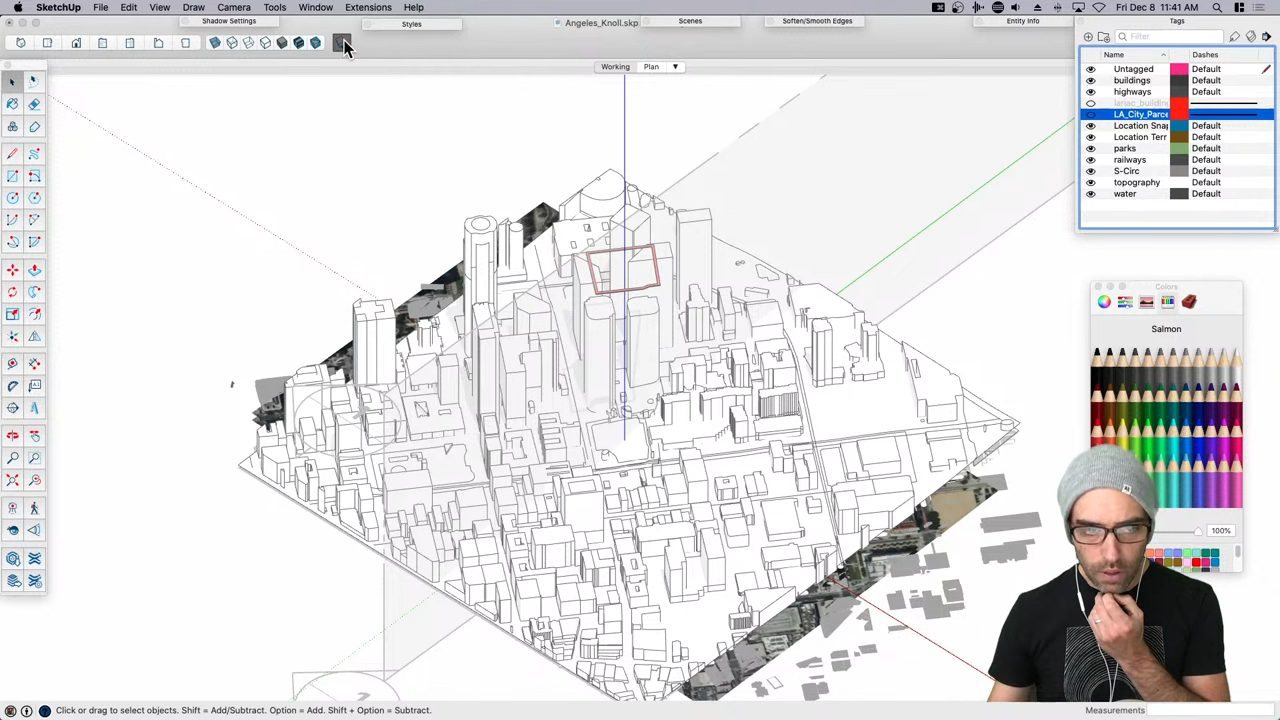 SketchUp File Edit View Draw Camera Tools Window Extensions Help
Fri Dec 8 11:41 AM
Shadow Settings
Styles
Angeles_Knoll.skp
Scenes
Soften/Smooth Edges
Entity Info
Tags
Filter
Name Dashes
Working Plan
Untagged Default
buildings Default
highways Default
lariac_buildin
LA_City_Parce
Location Snap Default
Location Terr Default
parks Default
railways Default
S-Circ Default
topography Default
water Default
Colors
Salmon
100%
Click or drag to select objects. Shift = Add/Subtract. Option = Add. Shift + Option = Subtract.
Measurements